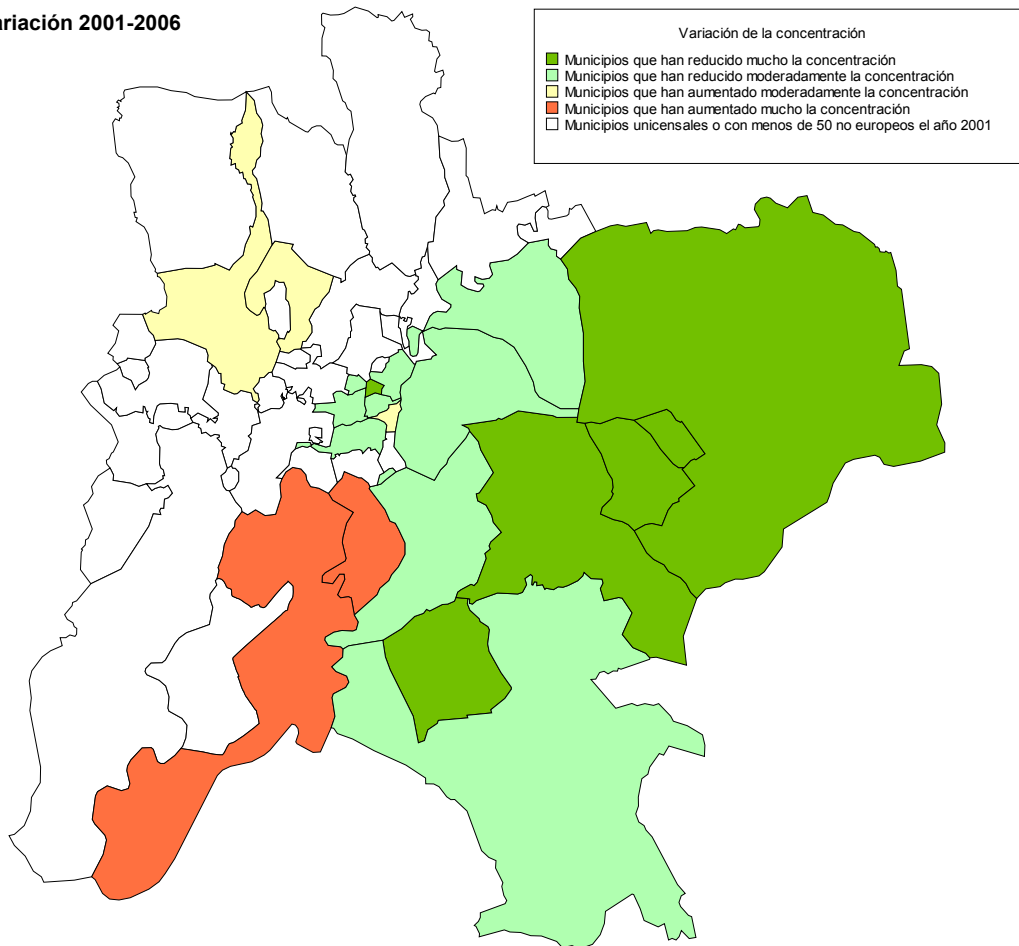 ariación 2001-2006
Variación de la concentración
Municipios que han reducido mucho la concentración
Municipios que han reducido moderadamente la concentración
Municipios que han aumentado moderadamente la concentración
Municipios que han aumentado mucho la concentración
Municipios unicensales o con menos de 50 no europeos el año 2001